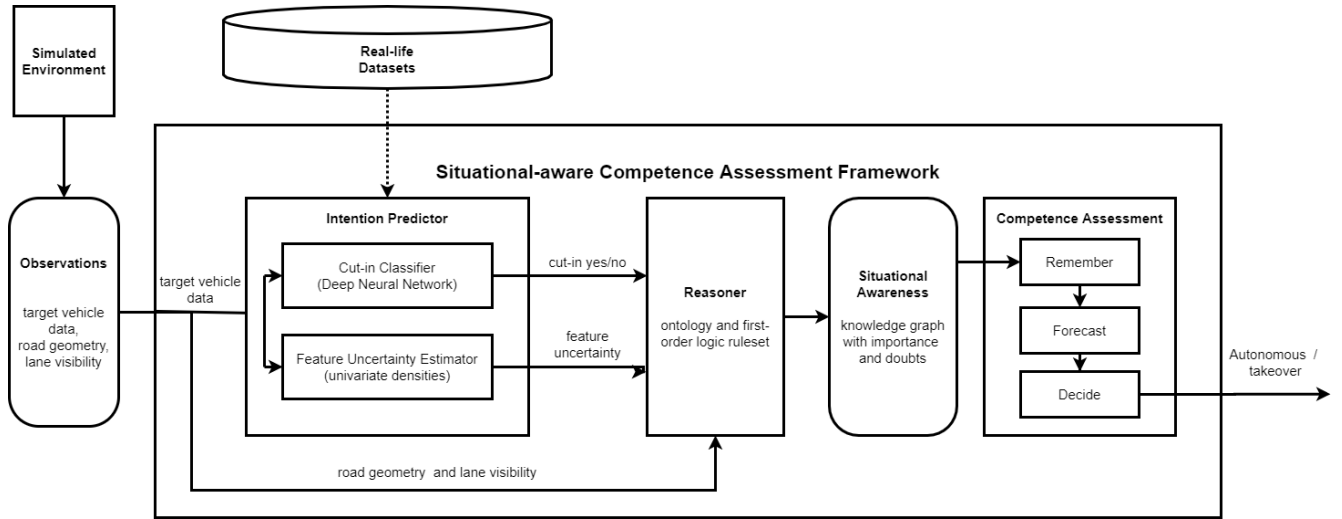 Simulated
Environment
Real-life
Datasets
Situational-aware Competence Assessment Framework
Observations
target vehicle
data,
road geometry,
lane visibility
target vehicle
data
Intention Predictor
Cut-in Classifier
(Deep Neural Network)
Feature Uncertainty Estimator
(univariate densities)
cut-in yes/no
feature
uncertainty
road geometry and lane visibility
Reasoner
ontology and first-
order logic ruleset
Situational
Awareness
knowledge graph
with importance
and doubts
Competence Assessment
Remember
Forecast
Decide
Autonomous /
takeover